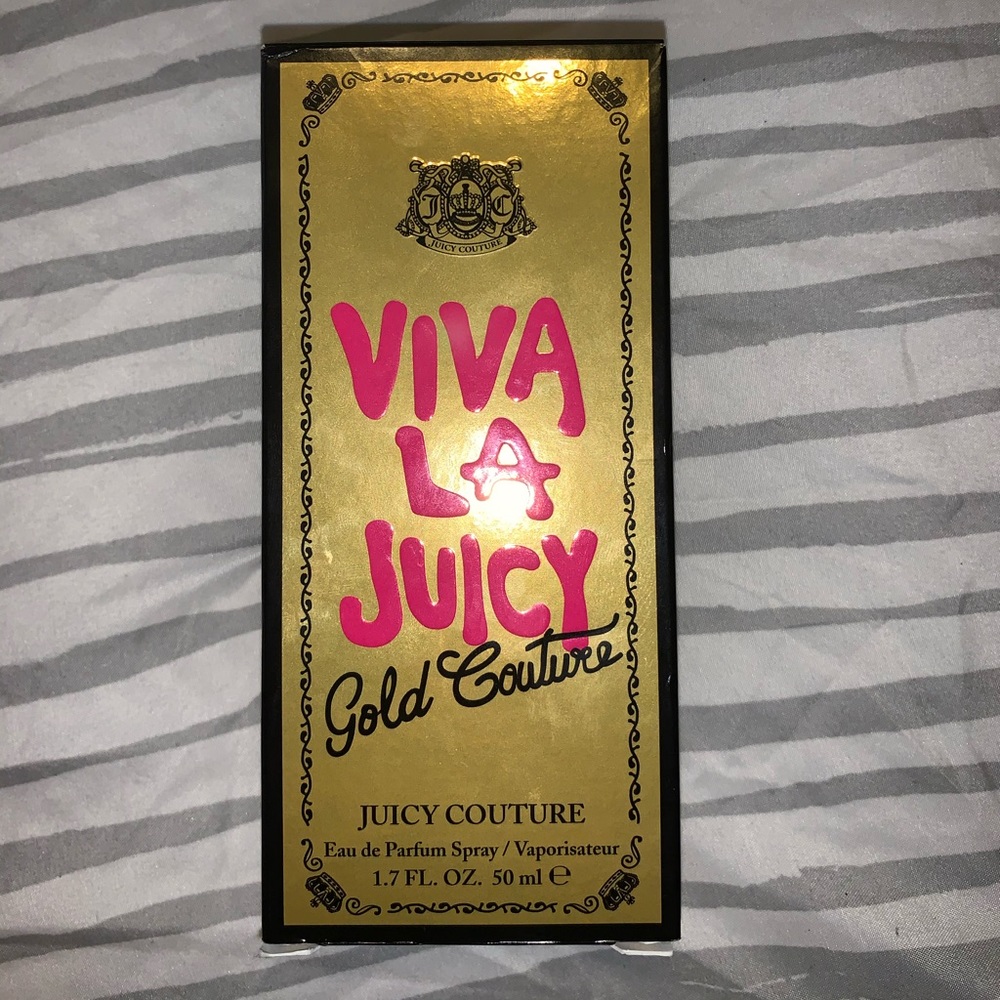 J C
JUICY COUTURE
VIVA
LA
JUICY
Gold Couture
JUICY COUTURE
Eau de Parfum Spray / Vaporisateur
1.7 FL. OZ. 50 ml ℮